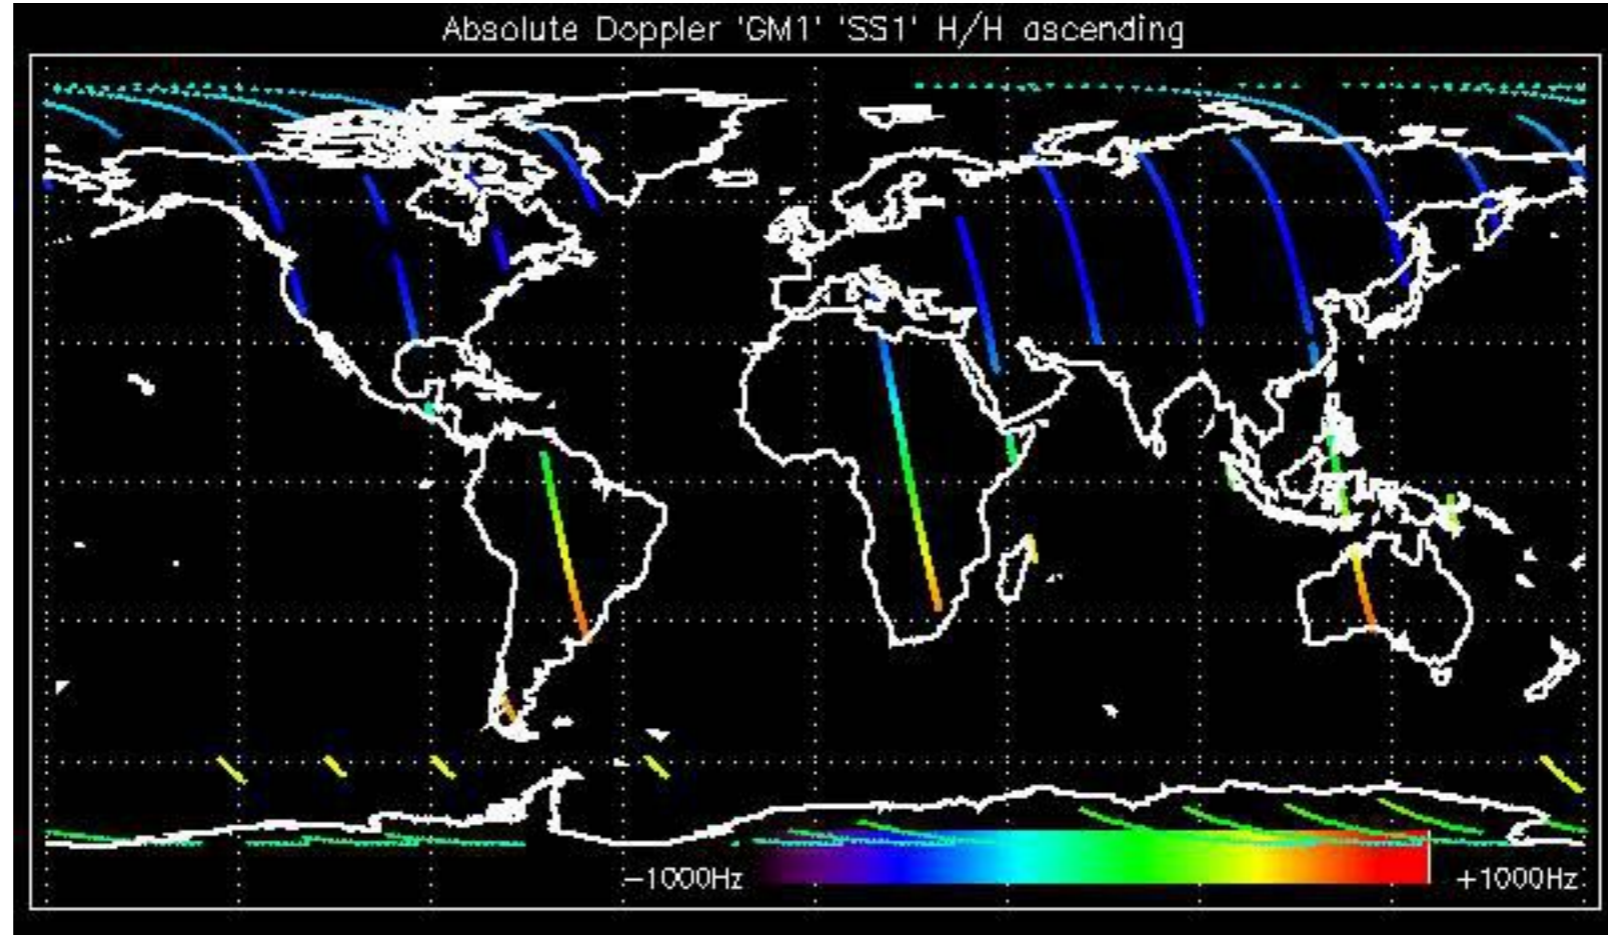 Absolute Doppler 'GM1' 'SS1' H/H ascending
-1000Hz +1000Hz